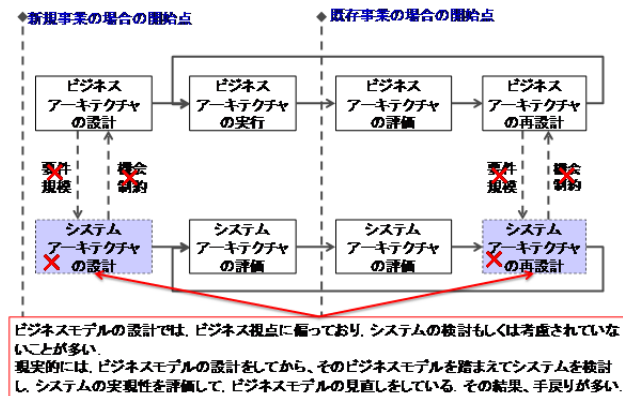 新規事業の場合の開始点
既存事業の場合の開始点
ビジネス
アーキテクチャ
の設計
ビジネス
アーキテクチャ
の実行
ビジネス
アーキテクチャ
の評価
ビジネス
アーキテクチャ
の再設計
要件
規模
機会
制約
要件
規模
機会
制約
システム
アーキテクチャ
の設計
システム
アーキテクチャ
の評価
システム
アーキテクチャ
の評価
システム
アーキテクチャ
の再設計
ビジネスモデルの設計では，ビジネス視点に偏っており，システムの検討もしくは考慮されていな
いことが多い．
現実的には，ビジネスモデルの設計をしてから、そのビジネスモデルを踏まえてシステムを検討
し，システムの実現性を評価して，ビジネスモデルの見直しをしている．その結果、手戻りが多い．